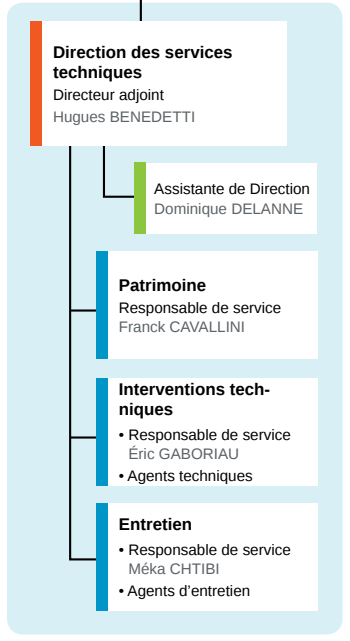 Direction des services
techniques
Directeur adjoint
Hugues BENEDETTI
Assistante de Direction
Dominique DELANNE
Patrimoine
Responsable de service
Franck CAVALLINI
Interventions tech-
niques
• Responsable de service
Éric GABORIAU
• Agents techniques
Entretien
• Responsable de service
Méka CHTIBI
• Agents d’entretien